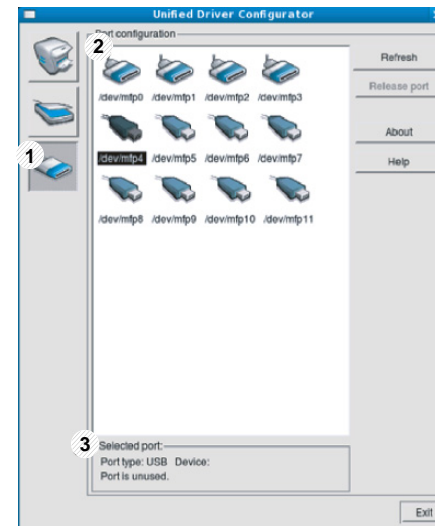 Unified Driver Configurator
2
Port configuration
Refresh
/dev/mfp0 /dev/mfp1 /dev/mfp2 /dev/mfp3
Release port
About
1
/dev/mfp4 /dev/mfp5 /dev/mfp6 /dev/mfp7
Help
/dev/mfp8 /dev/mfp9 /dev/mfp10 /dev/mfp11
3
Selected port:
Port type: USB Device:
Port is unused.
Exit